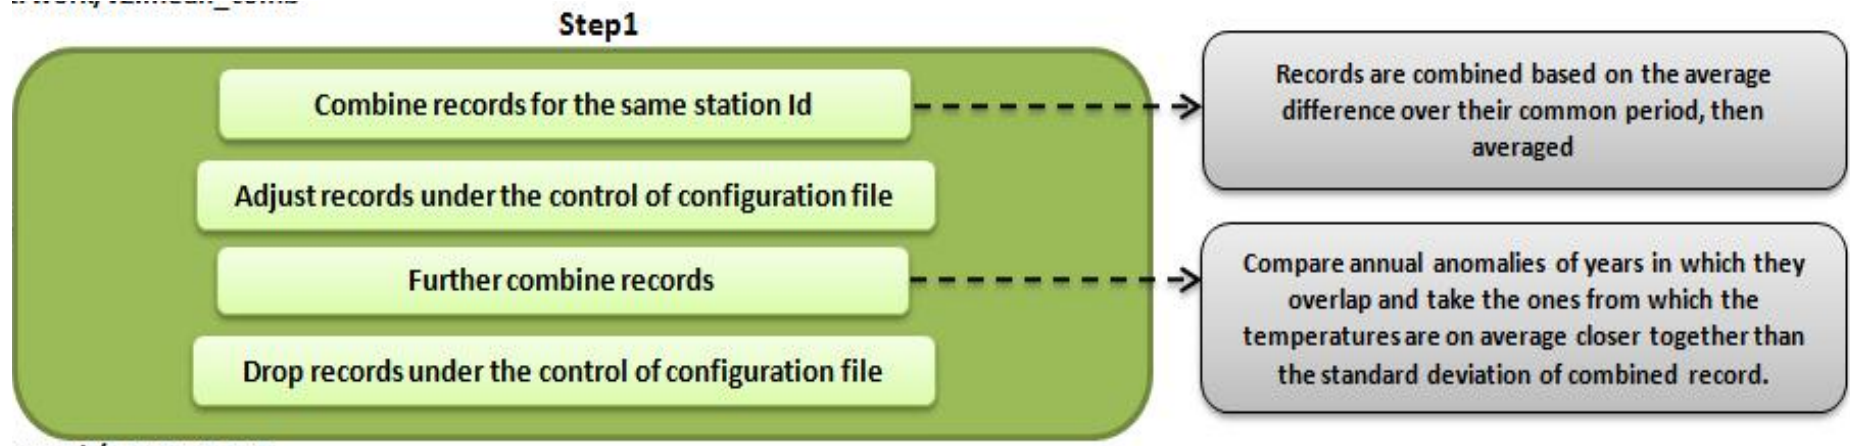 Step1
Combine records for the same station Id
Records are combined based on the average
difference over their common period, then
averaged
Adjust records under the control of configuration file
Further combine records
Compare annual anomalies of years in which they
overlap and take the ones from which the
temperatures are on average closer together than
the standard deviation of combined record.
Drop records under the control of configuration file